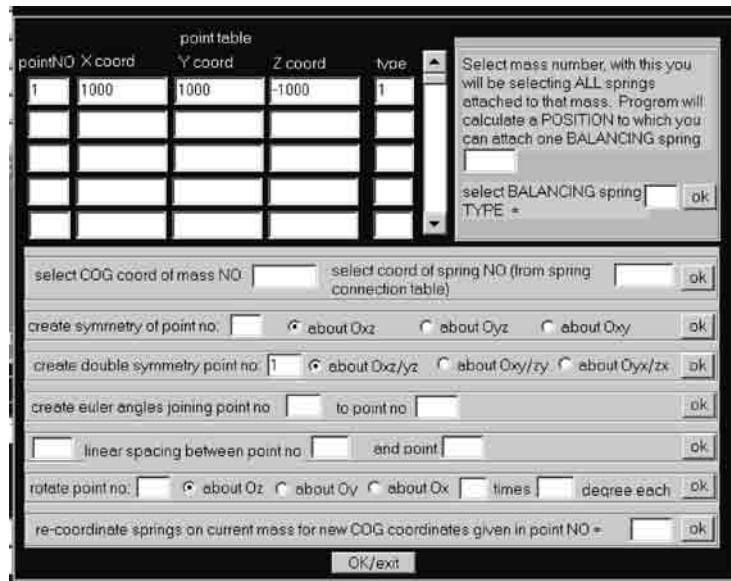 point table
pointNO X coord Y coord Z coord type
1 1000 1000 -1000 1
Select mass number, with this you
will be selecting ALL springs
attached to that mass. Program will
calculate a POSITION to which you
can attach one BALANCING spring
select BALANCING spring
TYPE = ok
select COG coord of mass NO select coord of spring NO (from spring
connection table) ok
create symmetry of point no: about Oxz about Oyz about Oxy ok
create double symmetry point no: 1 about Oxz/yz about Oxy/zy about Oyx/zx ok
create euler angles joining point no to point no ok
linear spacing between point no and point ok
rotate point no: about Oz about Oy about Ox times degree each ok
re-coordinate springs on current mass for new COG coordinates given in point NO = ok
OK/exit